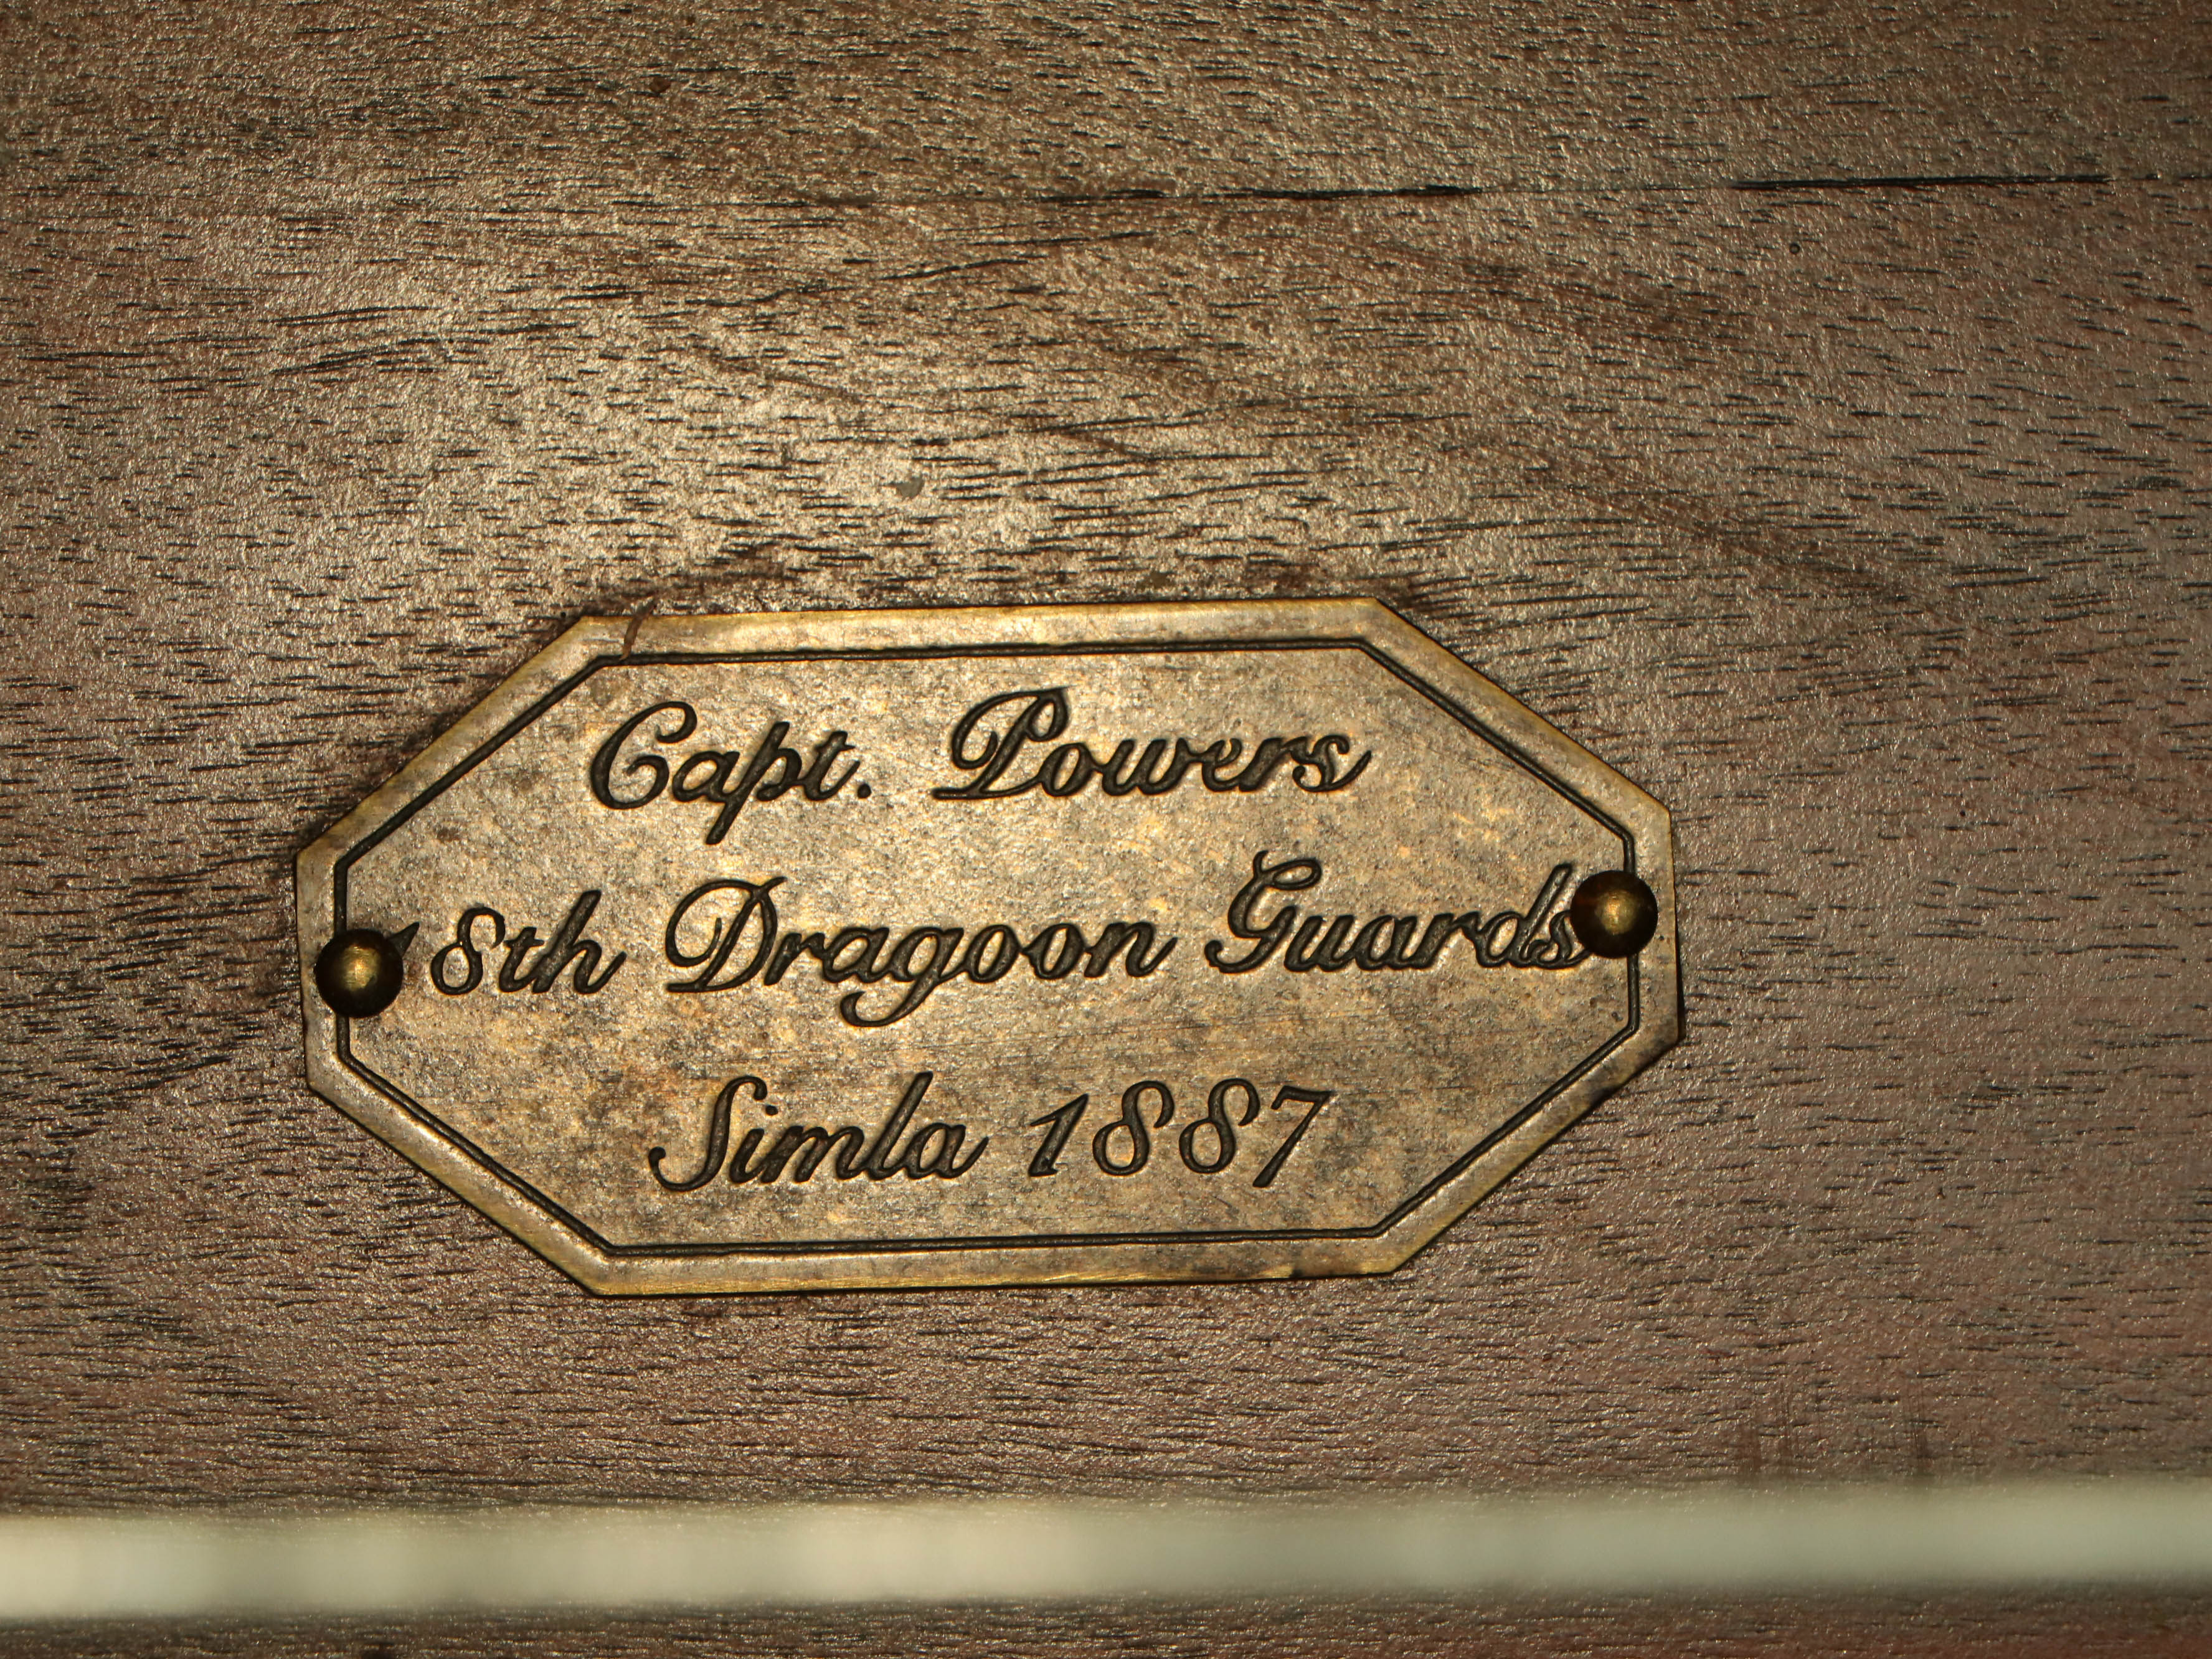 Capt. Powers
8th Dragoon Guards
Simla 1887